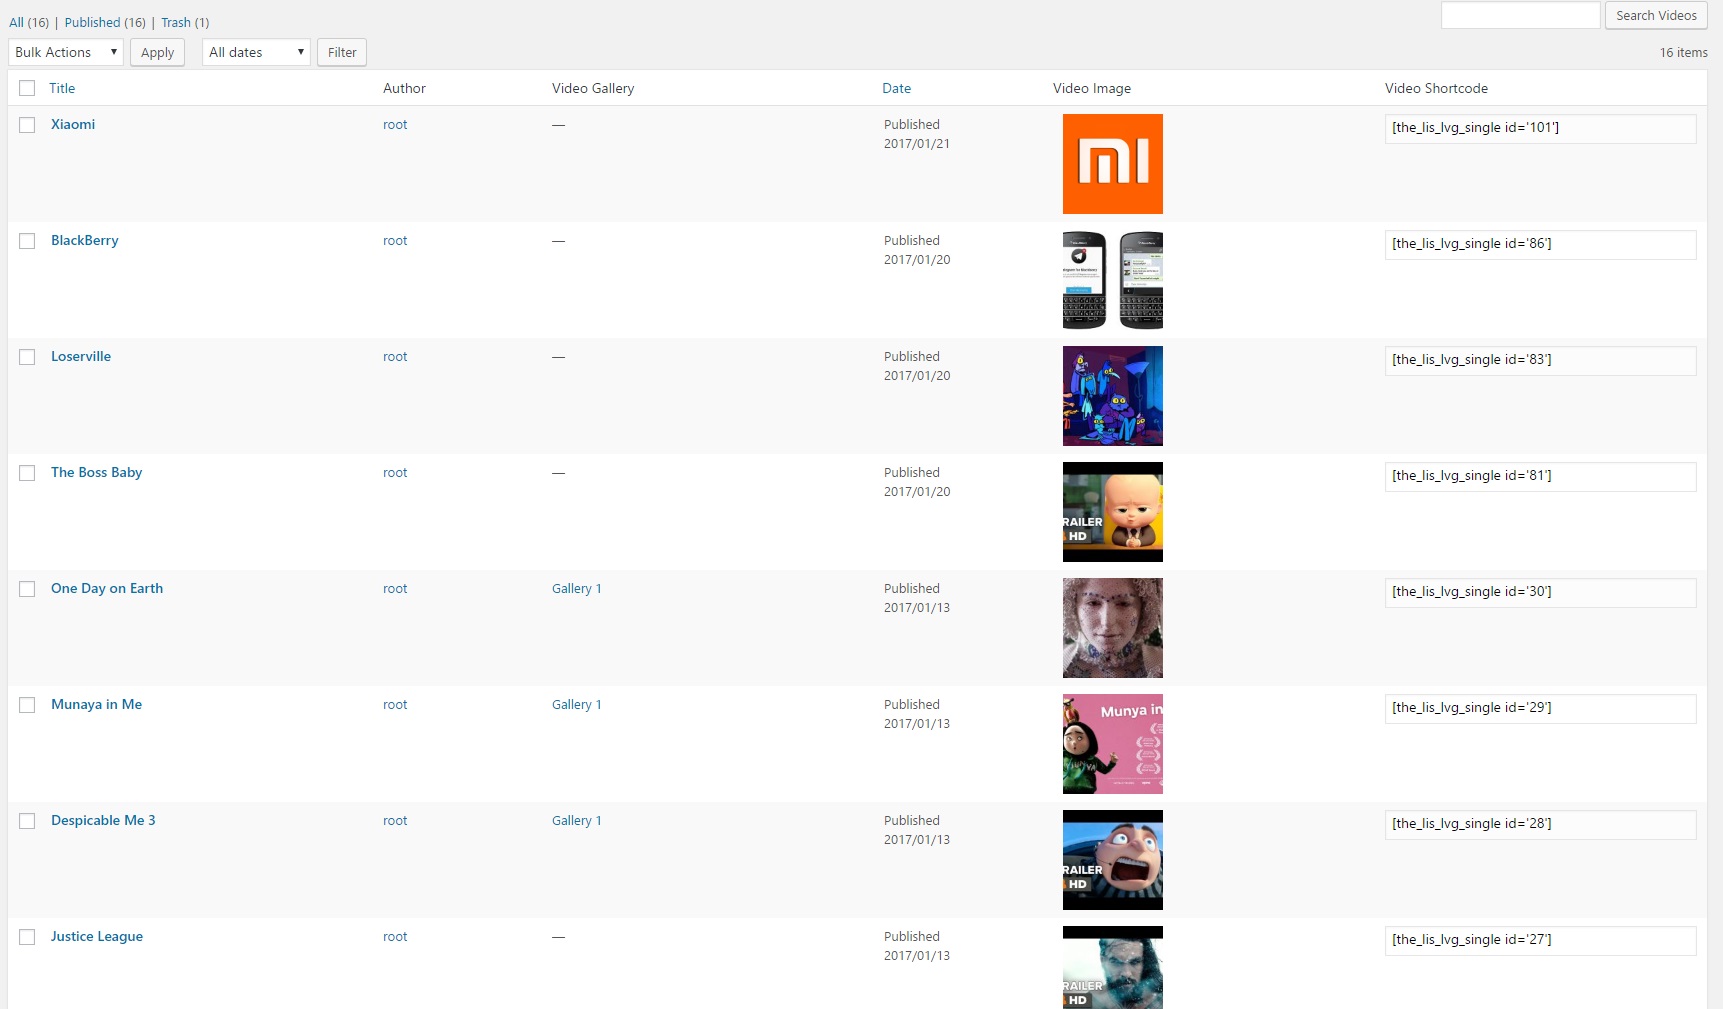 All (16) | Published (16) | Trash (1)
Search Videos
Bulk Actions
Apply
All dates
Filter
16 items
Title Author Video Gallery Date Video Image Video Shortcode
Xiaomi root — Published [the_lis_lvg_single id='101']
2017/01/21
BlackBerry root — Published [the_lis_lvg_single id='86']
2017/01/20
Loserville root — Published [the_lis_lvg_single id='83']
2017/01/20
The Boss Baby root — Published [the_lis_lvg_single id='81']
2017/01/20
RAILER
HD
One Day on Earth root Gallery 1 Published [the_lis_lvg_single id='30']
2017/01/13
Munaya in Me root Gallery 1 Published [the_lis_lvg_single id='29']
2017/01/13
Munya in
Despicable Me 3 root Gallery 1 Published [the_lis_lvg_single id='28']
2017/01/13
RAILER
HD
Justice League root — Published [the_lis_lvg_single id='27']
2017/01/13
RAILER
HD